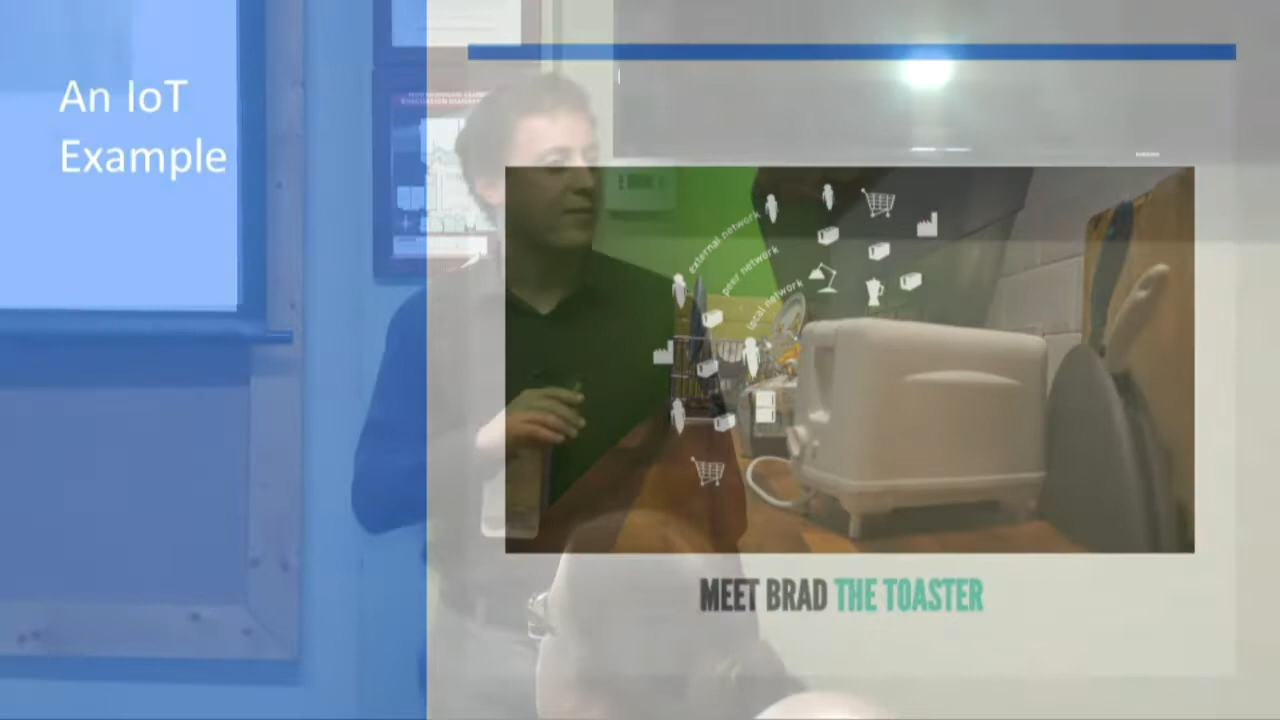 An IoT
Example
external network
peer network
local network
MEET BRAD THE TOASTER